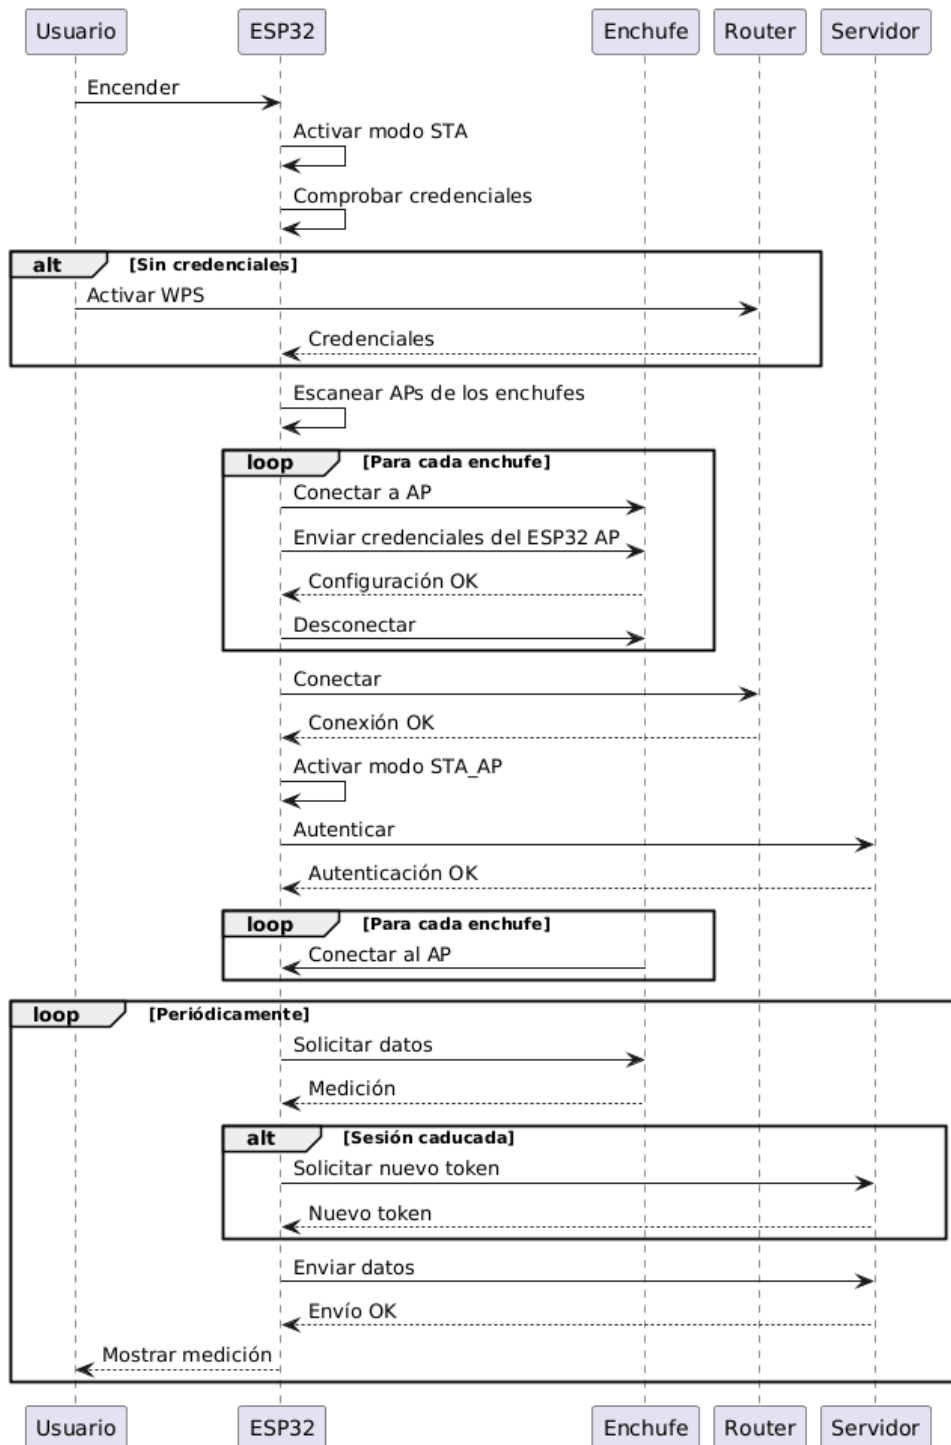 Usuario ESP32 Enchufe Router Servidor
Encender
Activar modo STA
Comprobar credenciales
alt [Sin credenciales]
Activar WPS
Credenciales
Escanear APs de los enchufes
loop [Para cada enchufe]
Conectar a AP
Enviar credenciales del ESP32 AP
Configuración OK
Desconectar
Conectar
Conexión OK
Activar modo STA_AP
Autenticar
Autenticación OK
loop [Para cada enchufe]
Conectar al AP
loop [Periódicamente]
Solicitar datos
Medición
alt [Sesión caducada]
Solicitar nuevo token
Nuevo token
Enviar datos
Envío OK
Mostrar medición
Usuario ESP32 Enchufe Router Servidor